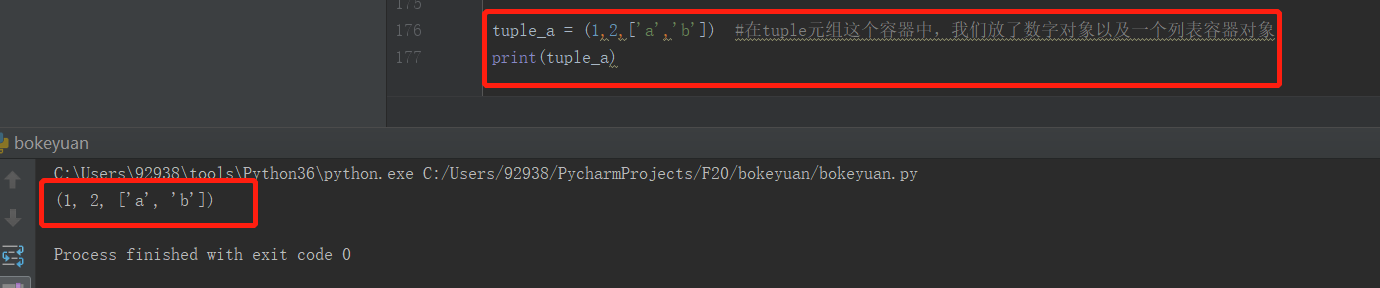 175
176 tuple_a = (1,2,['a','b']) #在tuple元组这个容器中，我们放了数字对象以及一个列表容器对象
177 print(tuple_a)
bokeyuan
C:\Users\92938\tools\Python36\python.exe C:/Users/92938/PycharmProjects/F20/bokeyuan/bokeyuan.py
(1, 2, ['a', 'b'])
Process finished with exit code 0